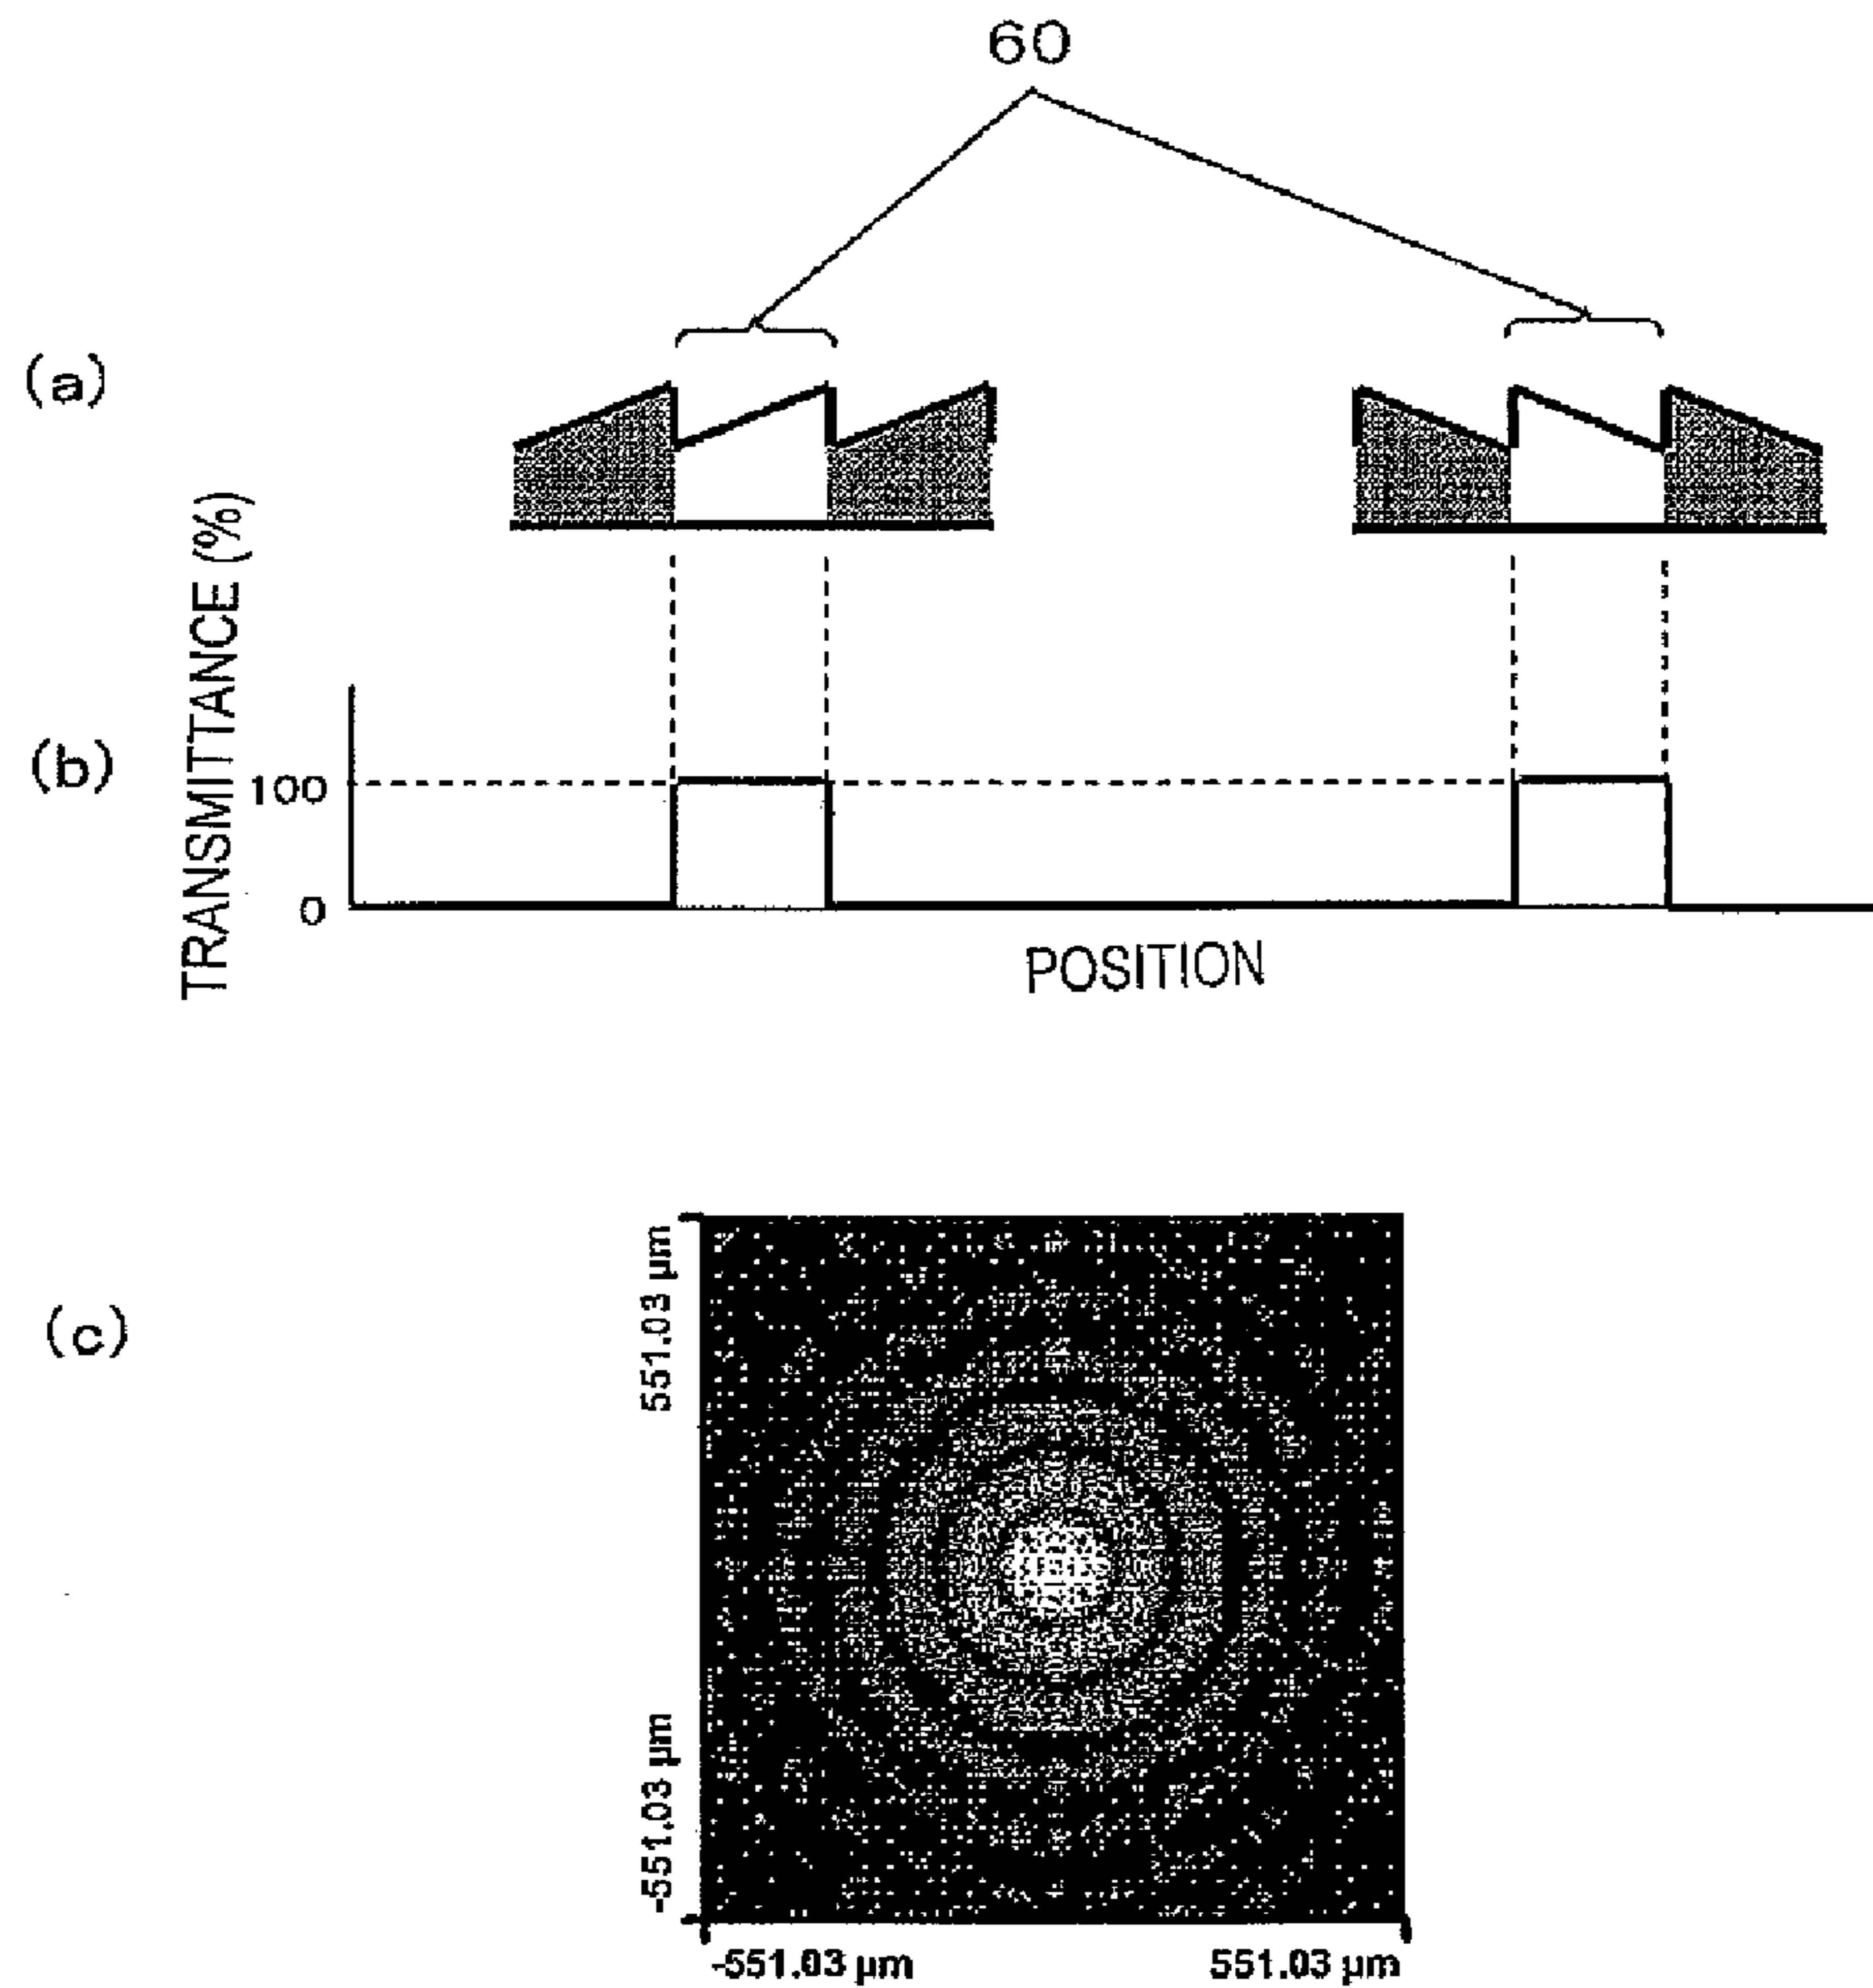 60
(a)
TRANSMITTANCE (%)
(b)
100
0
POSITION
(c)
551.03 µm
-551.03 µm
-551.03 µm
551.03 µm